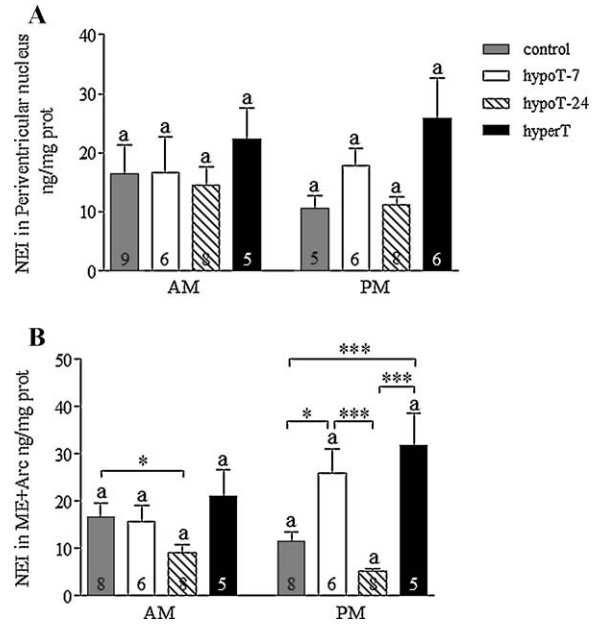 A
NEI in Periventricular nucleus
ng/mg prot
40
30
20
10
0
a a a a
a a a a
9 6 8 5
5 6 8 6
AM PM
control
hypoT-7
hypoT-24
hyperT
B
NEI in ME+Arc ng/mg prot
50
40
30
20
10
0
***
* *** ***
*
a a a a
a a a a
8 6 8 5
8 6 8 5
AM PM